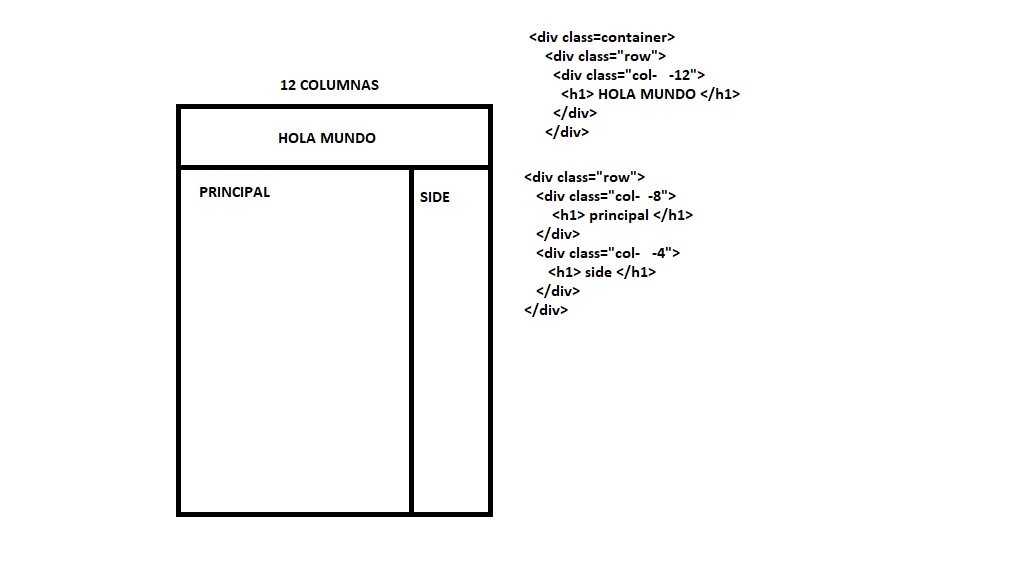 12 COLUMNAS
HOLA MUNDO
PRINCIPAL
SIDE
<div class=container>
<div class="row">
<div class="col-   -12">
<h1> HOLA MUNDO </h1>
</div>
</div>
<div class="row">
<div class="col-  -8">
<h1> principal </h1>
</div>
<div class="col-   -4">
<h1> side </h1>
</div>
</div>